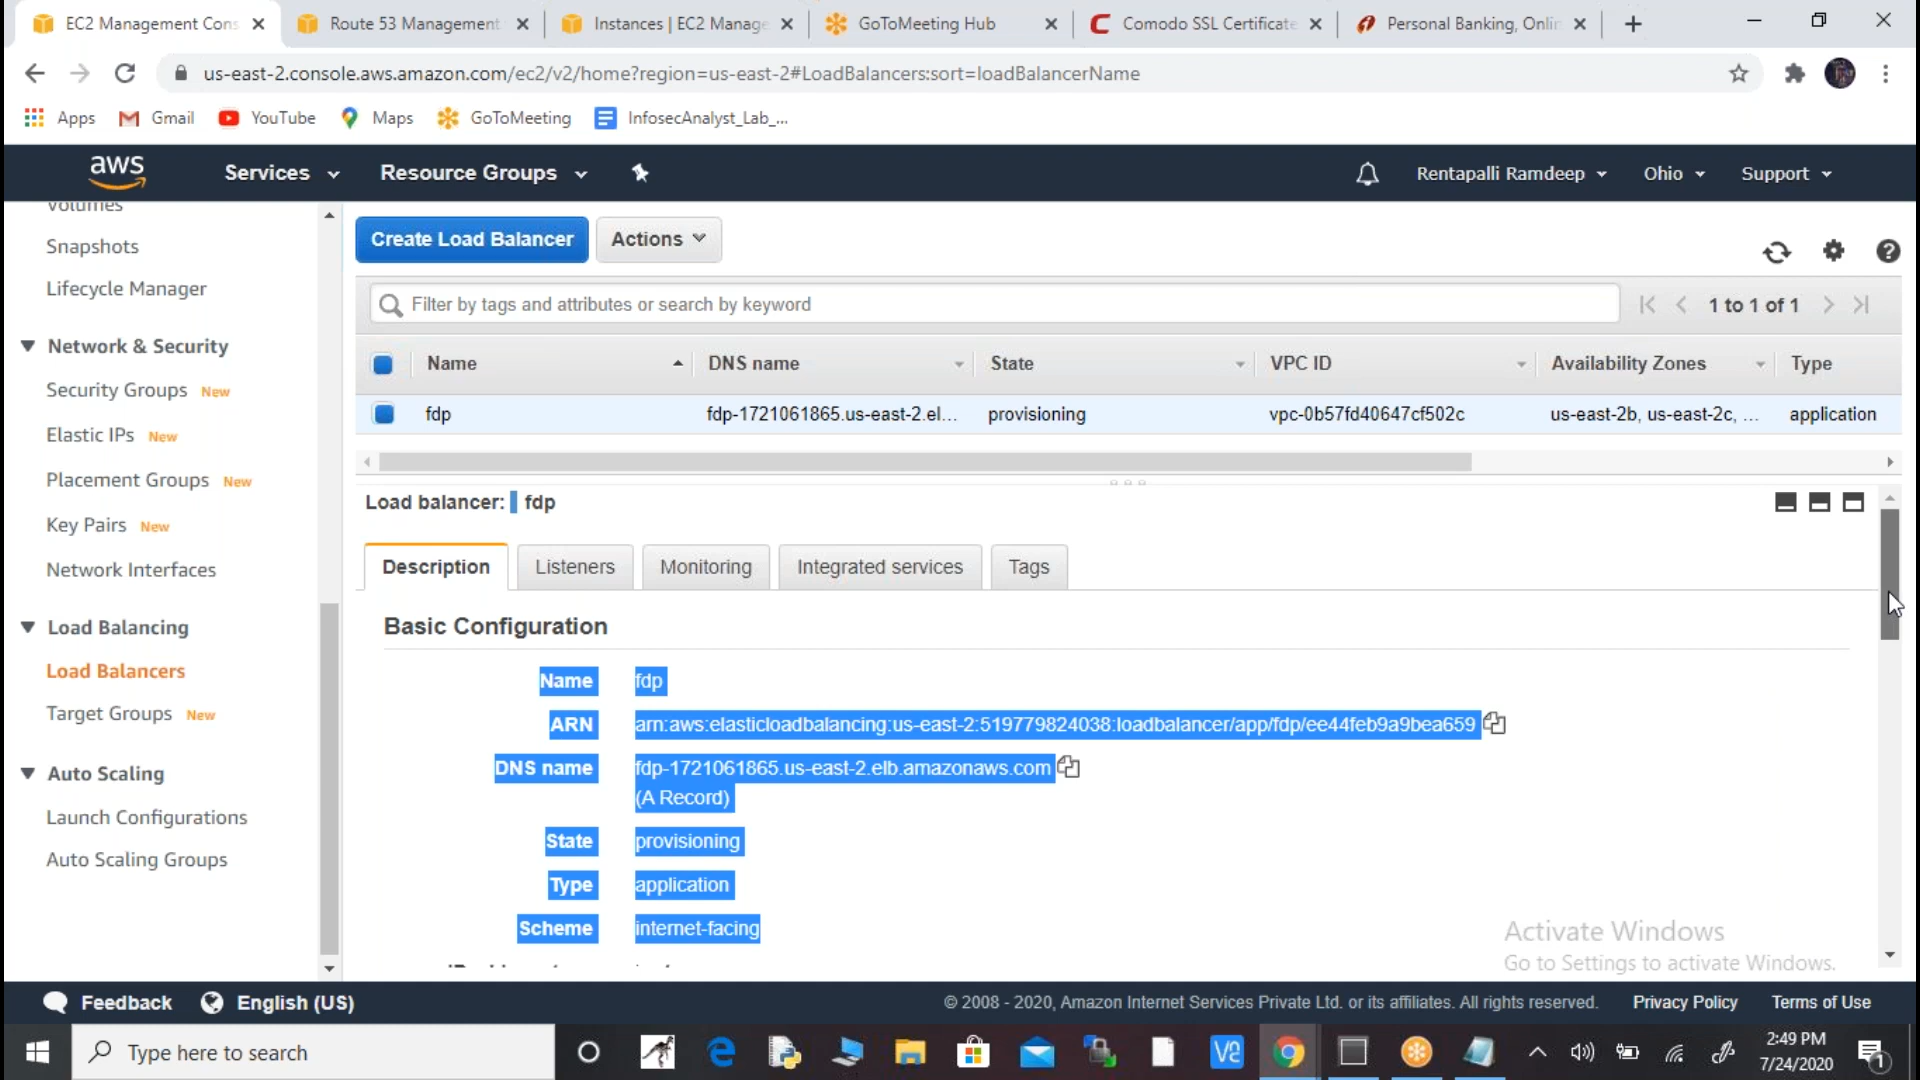 EC2 Management Cons
Route 53 Management
Instances | EC2 Manage
GoToMeeting Hub
Comodo SSL Certificate
Personal Banking, Onlin
us-east-2.console.aws.amazon.com/ec2/v2/home?region=us-east-2#LoadBalancers:sort=loadBalancerName
Apps
Gmail
YouTube
Maps
GoToMeeting
InfosecAnalyst_Lab_...
aws
Services
Resource Groups
Rentapalli Ramdeep
Ohio
Support
Volumes
Snapshots
Lifecycle Manager
Network & Security
Security Groups New
Elastic IPs New
Placement Groups New
Key Pairs New
Network Interfaces
Load Balancing
Load Balancers
Target Groups New
Auto Scaling
Launch Configurations
Auto Scaling Groups
Create Load Balancer
Actions
Filter by tags and attributes or search by keyword
1 to 1 of 1
Name
DNS name
State
VPC ID
Availability Zones
Type
fdp
fdp-1721061865.us-east-2.el...
provisioning
vpc-0b57fd40647cf502c
us-east-2b, us-east-2c, ...
application
Load balancer: fdp
Description
Listeners
Monitoring
Integrated services
Tags
Basic Configuration
Name fdp
ARN arn:aws:elasticloadbalancing:us-east-2:519779824038:loadbalancer/app/fdp/ee44feb9a9bea659
DNS name fdp-1721061865.us-east-2.elb.amazonaws.com
(A Record)
State provisioning
Type application
Scheme internet-facing
Activate Windows
Go to Settings to activate Windows.
Feedback
English (US)
© 2008 - 2020, Amazon Internet Services Private Ltd. or its affiliates. All rights reserved.
Privacy Policy
Terms of Use
Type here to search
2:49 PM
7/24/2020
1